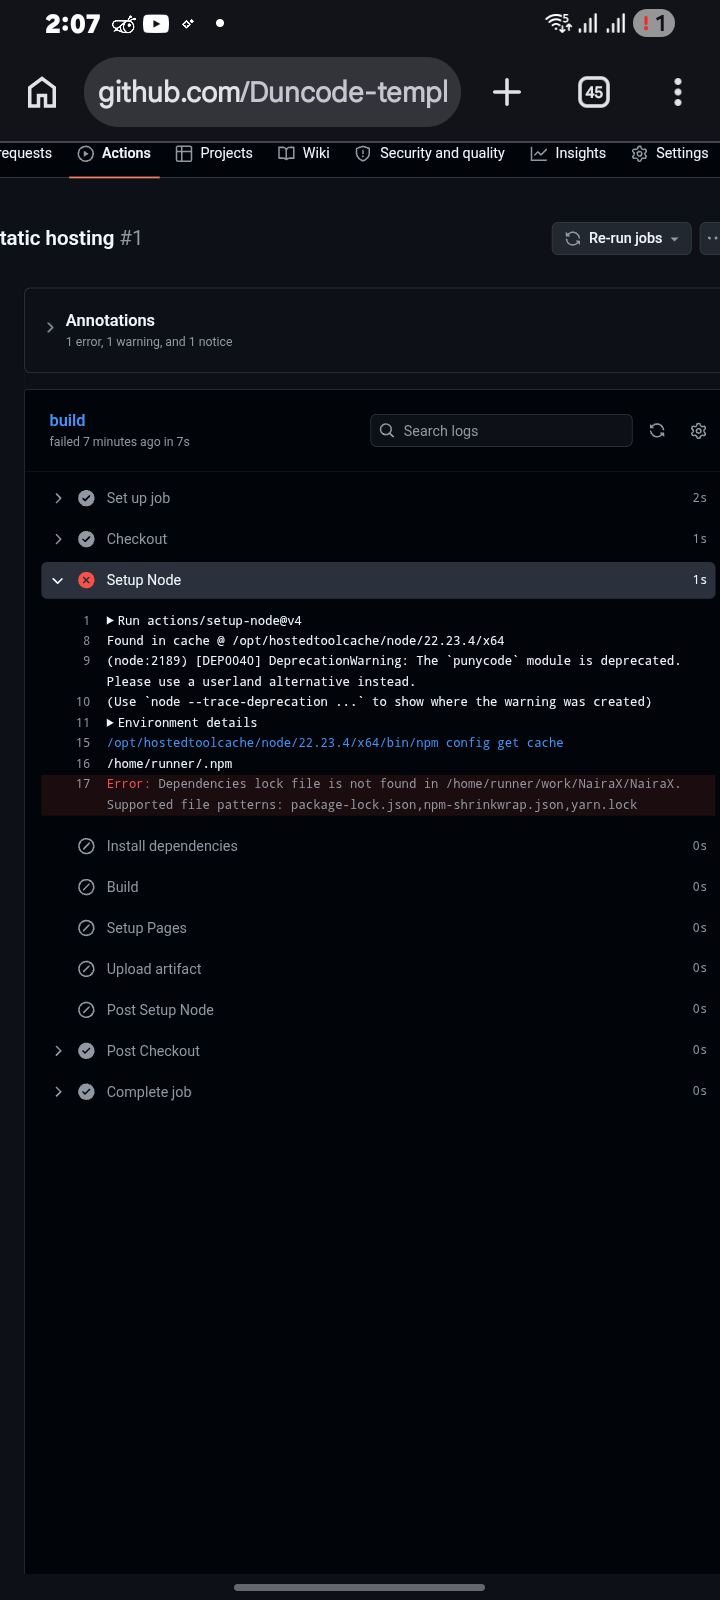 2:07
5
! 1
github.com/Duncode-templ
45
requests
Actions
Projects
Wiki
Security and quality
Insights
Settings
tatic hosting #1
Re-run jobs
Annotations
1 error, 1 warning, and 1 notice
build
failed 7 minutes ago in 7s
Search logs
Set up job 2s
Checkout 1s
Setup Node 1s
1 Run actions/setup-node@v4
8 Found in cache @ /opt/hostedtoolcache/node/22.23.4/x64
9 (node:2189) [DEP0040] DeprecationWarning: The `punycode` module is deprecated.
Please use a userland alternative instead.
10 (Use `node --trace-deprecation ...` to show where the warning was created)
11 Environment details
15 /opt/hostedtoolcache/node/22.23.4/x64/bin/npm config get cache
16 /home/runner/.npm
17 Error: Dependencies lock file is not found in /home/runner/work/NairaX/NairaX.
Supported file patterns: package-lock.json,npm-shrinkwrap.json,yarn.lock
Install dependencies 0s
Build 0s
Setup Pages 0s
Upload artifact 0s
Post Setup Node 0s
Post Checkout 0s
Complete job 0s